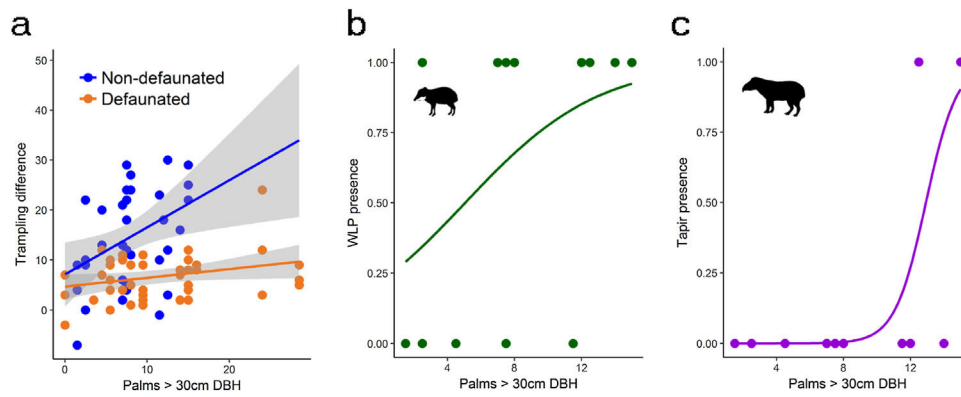 a
Trampling difference
50
40
30
20
10
0
Non-defaunated
Defaunated
0
10
20
Palms > 30cm DBH
b
WLP presence
1.00
0.75
0.50
0.25
0.00
4
8
12
Palms > 30cm DBH
c
Tapir presence
1.00
0.75
0.50
0.25
0.00
4
8
12
Palms > 30cm DBH